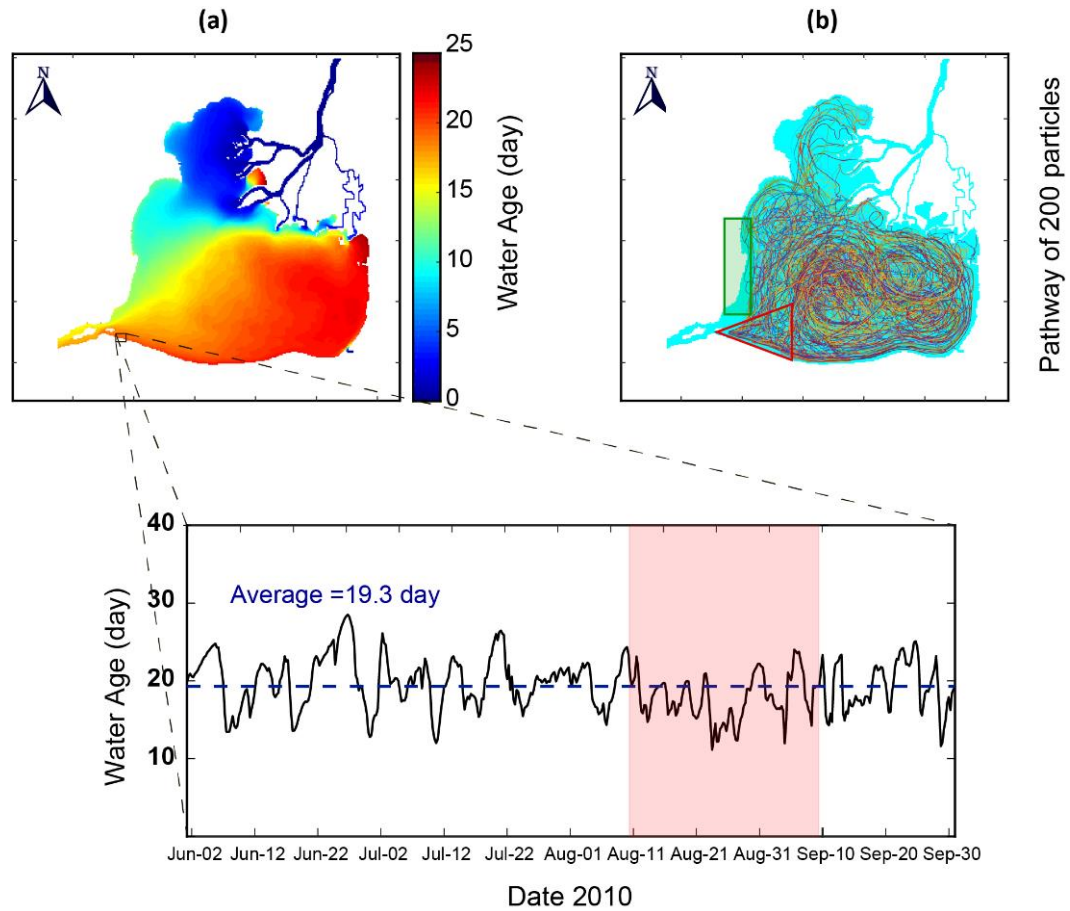 (a)
(b)
N
25
20
15
10
5
0
Water Age (day)
N
Pathway of 200 particles
40
30
20
10
Water Age (day)
Average =19.3 day
Jun-02 Jun-12 Jun-22 Jul-02 Jul-12 Jul-22 Aug-01 Aug-11 Aug-21 Aug-31 Sep-10 Sep-20 Sep-30
Date 2010